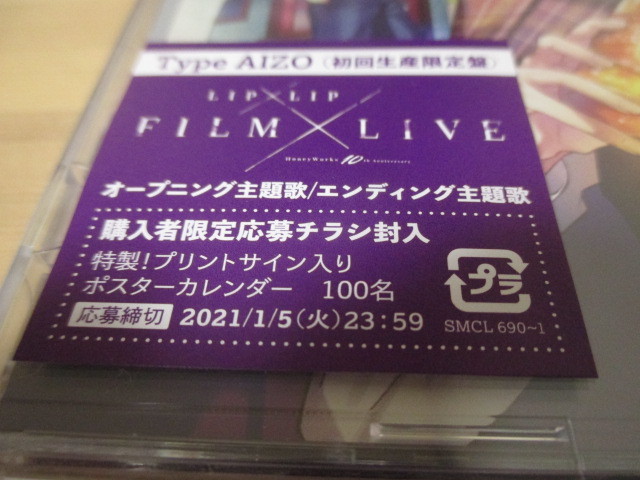 Type AIZO（初回生産限定盤）
LIP×LIP
FILM×LIVE
HoneyWorks 10th Anniversary
オープニング主題歌/エンディング主題歌
購入者限定応募チラシ封入
特製!プリントサイン入り
ポスターカレンダー 100名
応募締切 2021/1/5(火)23:59
プラ
SMCL 690~1